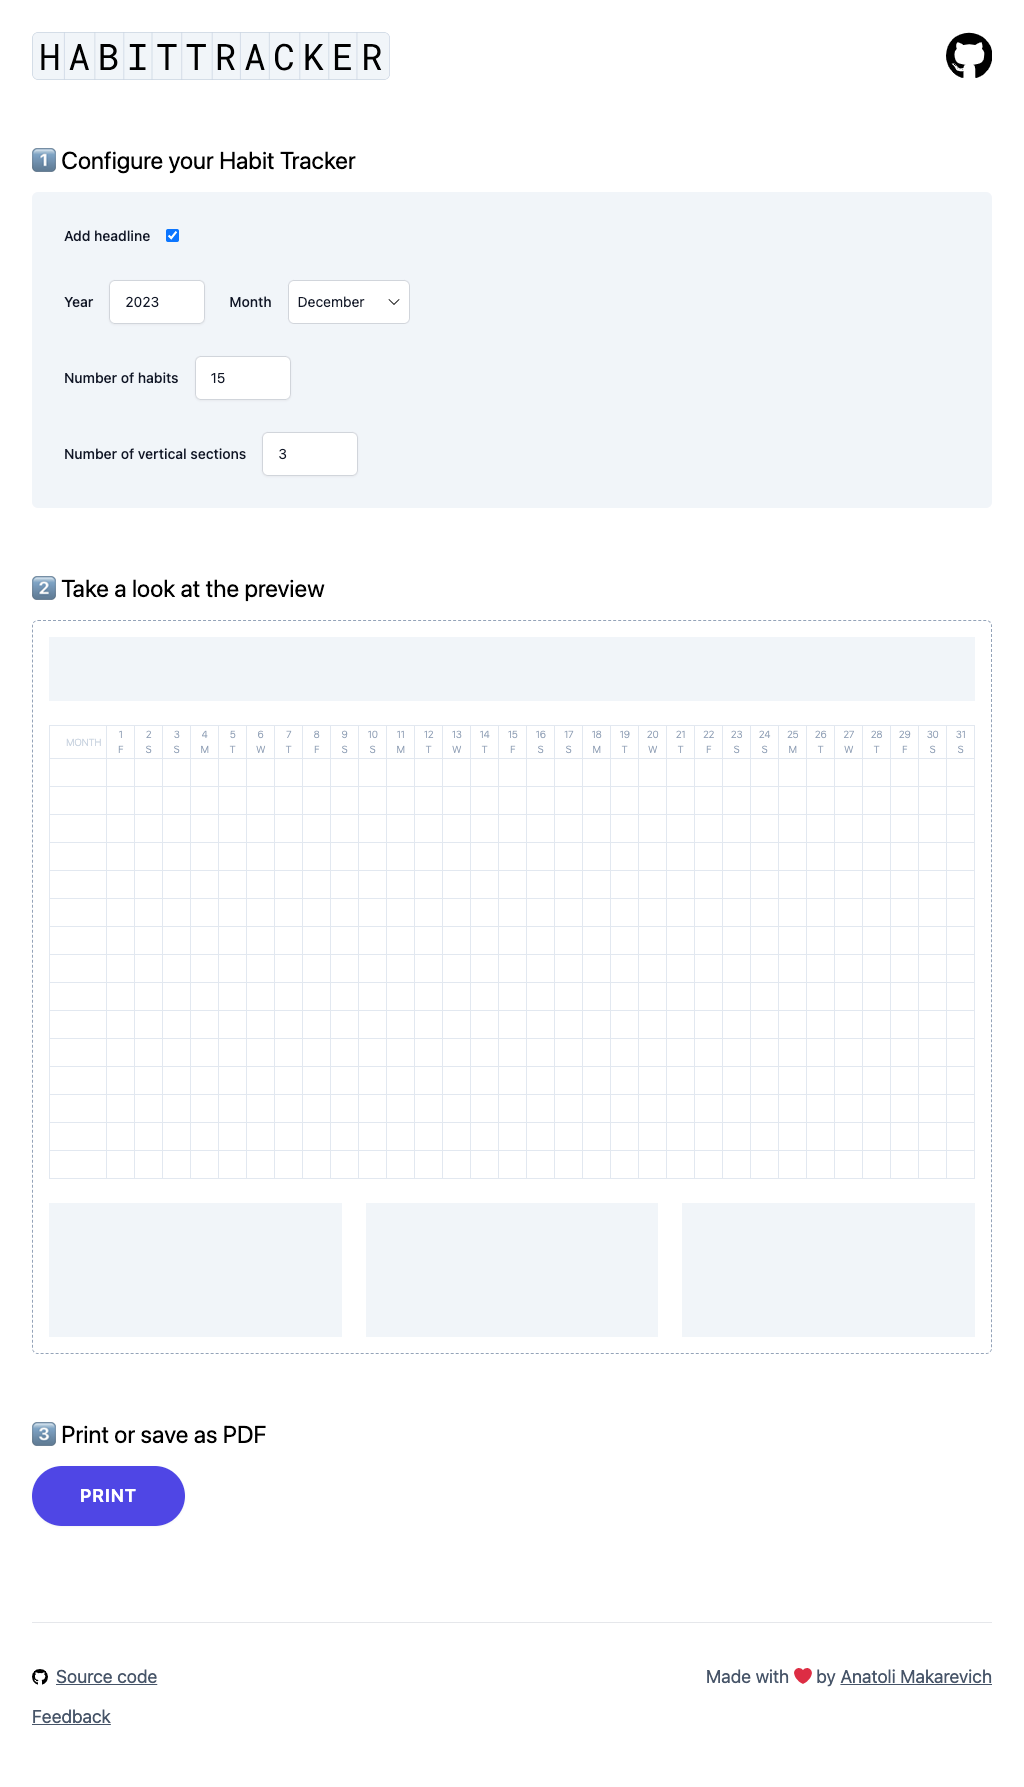 HABITTRACKER
1 Configure your Habit Tracker
Add headline
Year 2023 Month December
Number of habits 15
Number of vertical sections 3
2 Take a look at the preview
MONTH 1 2 3 4 5 6 7 8 9 10 11 12 13 14 15 16 17 18 19 20 21 22 23 24 25 26 27 28 29 30 31
F S S M T W T F S S M T W T F S S M T W T F S S M T W T F S S
3 Print or save as PDF
PRINT
Source code
Made with ❤️ by Anatoli Makarevich
Feedback